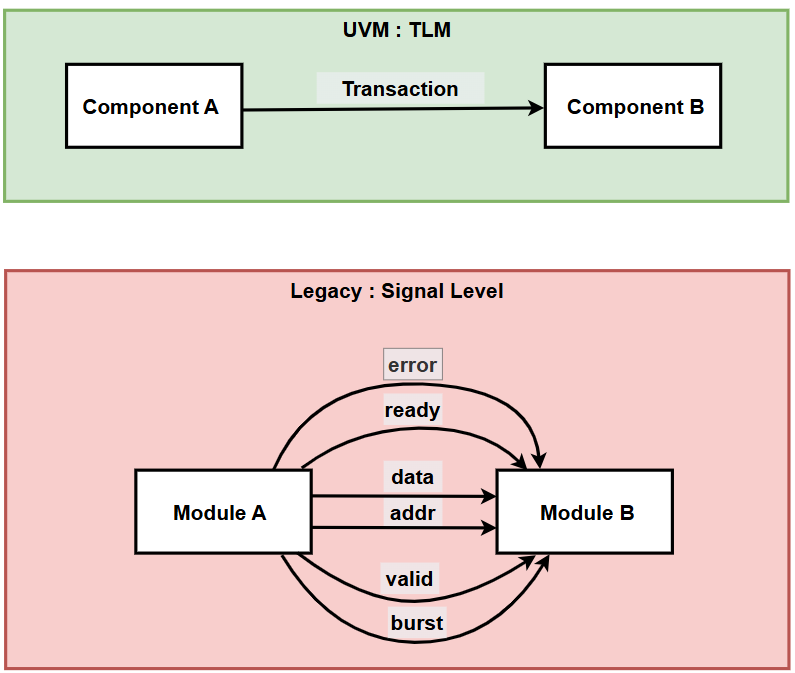 UVM : TLM
Component A
Transaction
Component B
Legacy : Signal Level
error
ready
data
Module A
addr
Module B
valid
burst